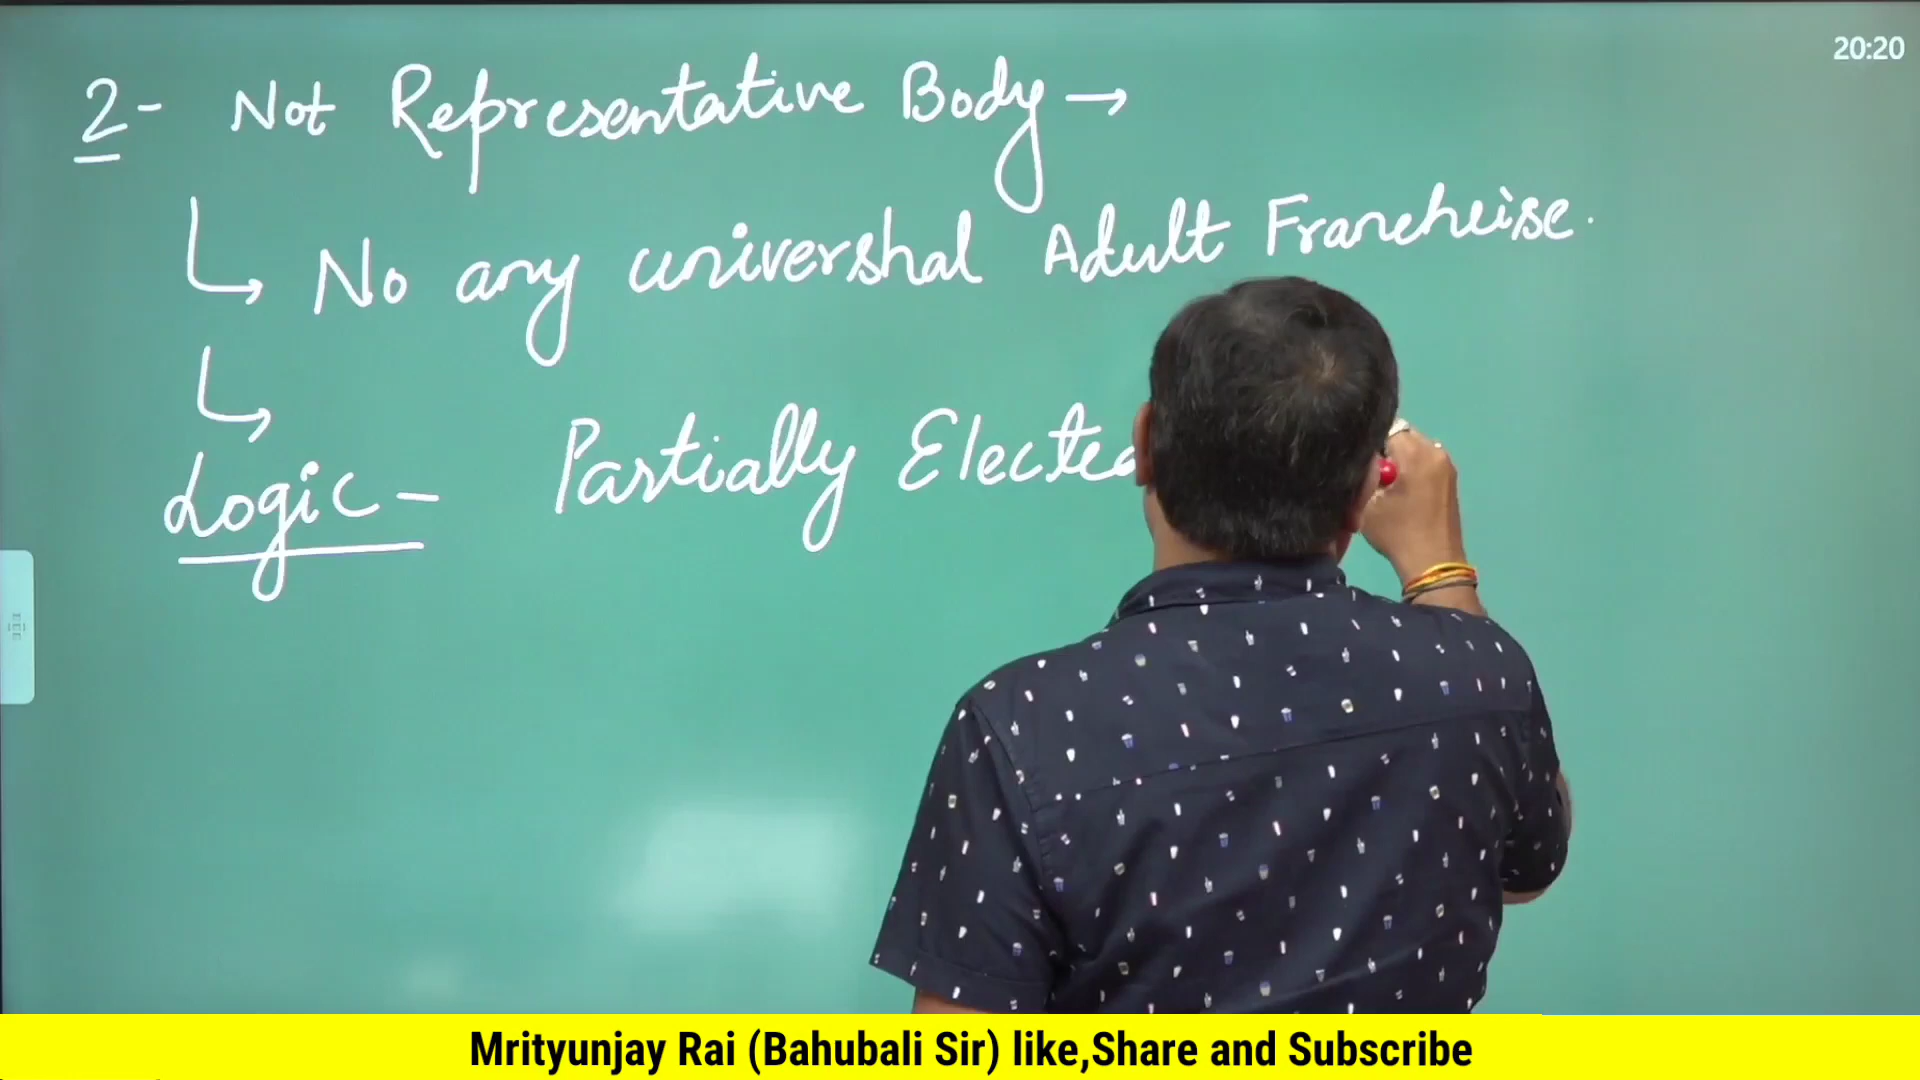 20:20
2- Not Representative Body →
↳ No any univershal Adult Francheise.
↳
Logic - Partially Elected
Mrityunjay Rai (Bahubali Sir) like,Share and Subscribe